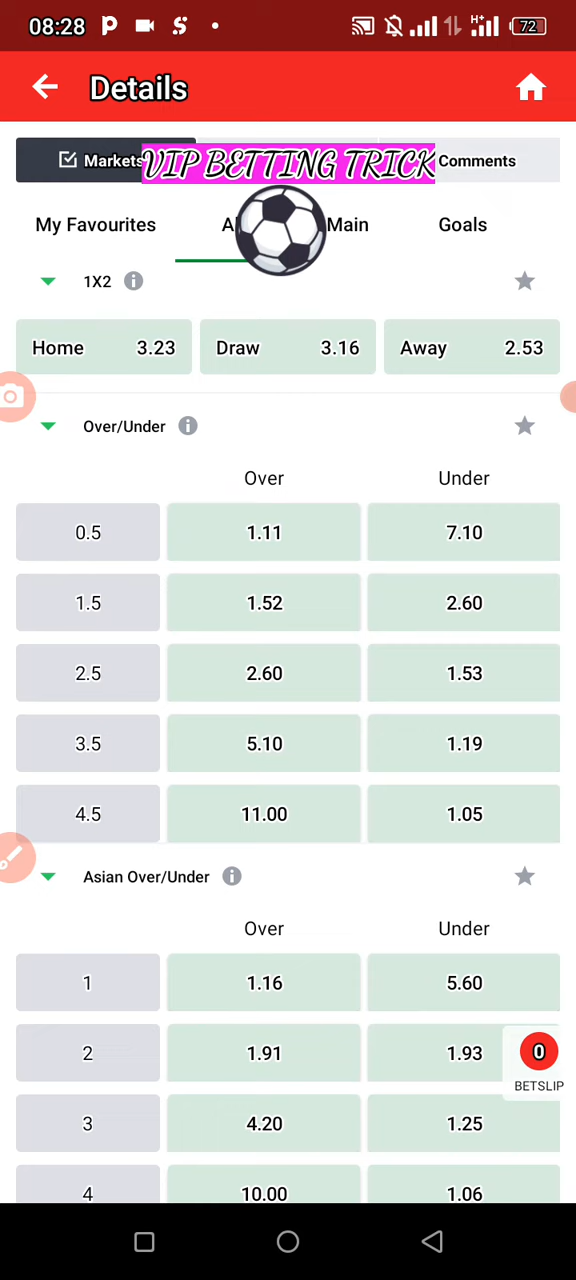 08:28 H+ 72
Details
Markets VIP BETTING TRICK Comments
My Favourites Main Goals
1X2
Home 3.23 Draw 3.16 Away 2.53
Over/Under
Over Under
0.5 1.11 7.10
1.5 1.52 2.60
2.5 2.60 1.53
3.5 5.10 1.19
4.5 11.00 1.05
Asian Over/Under
Over Under
1 1.16 5.60
2 1.91 1.93
0
BETSLIP
3 4.20 1.25
4 10.00 1.06